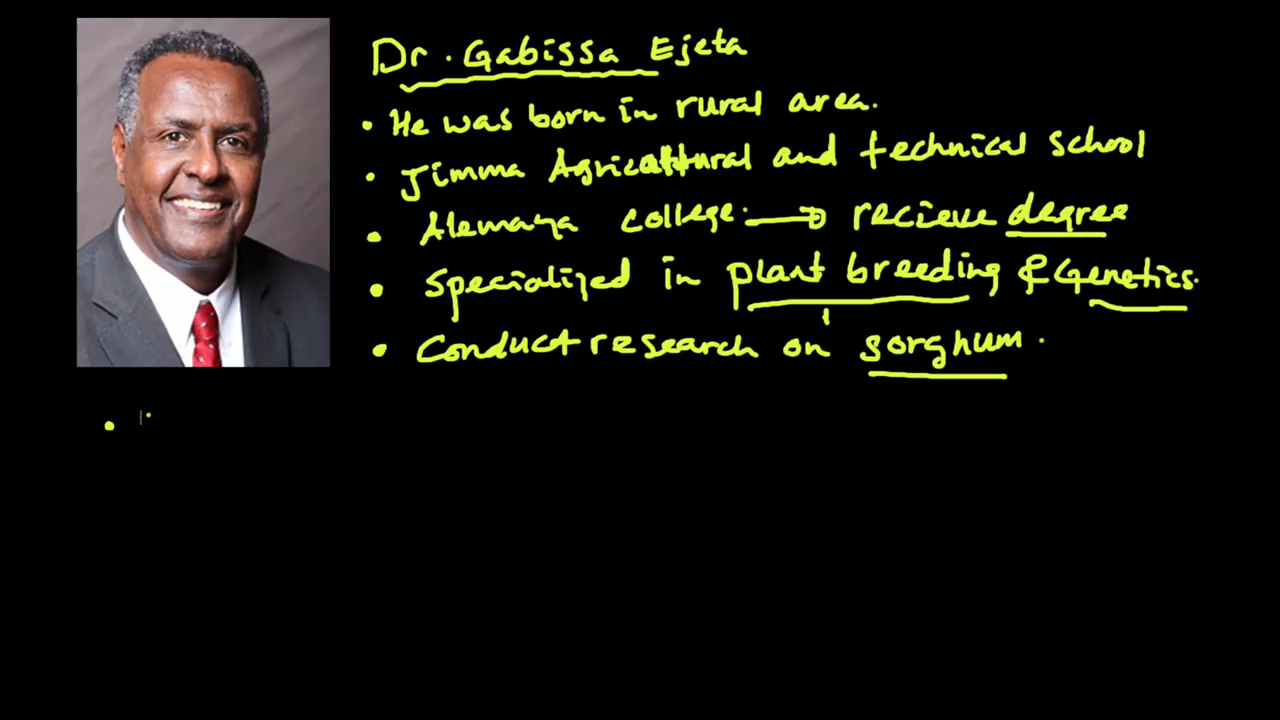 Dr. Gabissa Ejeta
• He was born in rural area.
• Jimma Agricultural and technical school
• Alemaya college. → recieve degree
• Specialized in plant breeding & Genetics.
• Conduct research on sorghum.
•